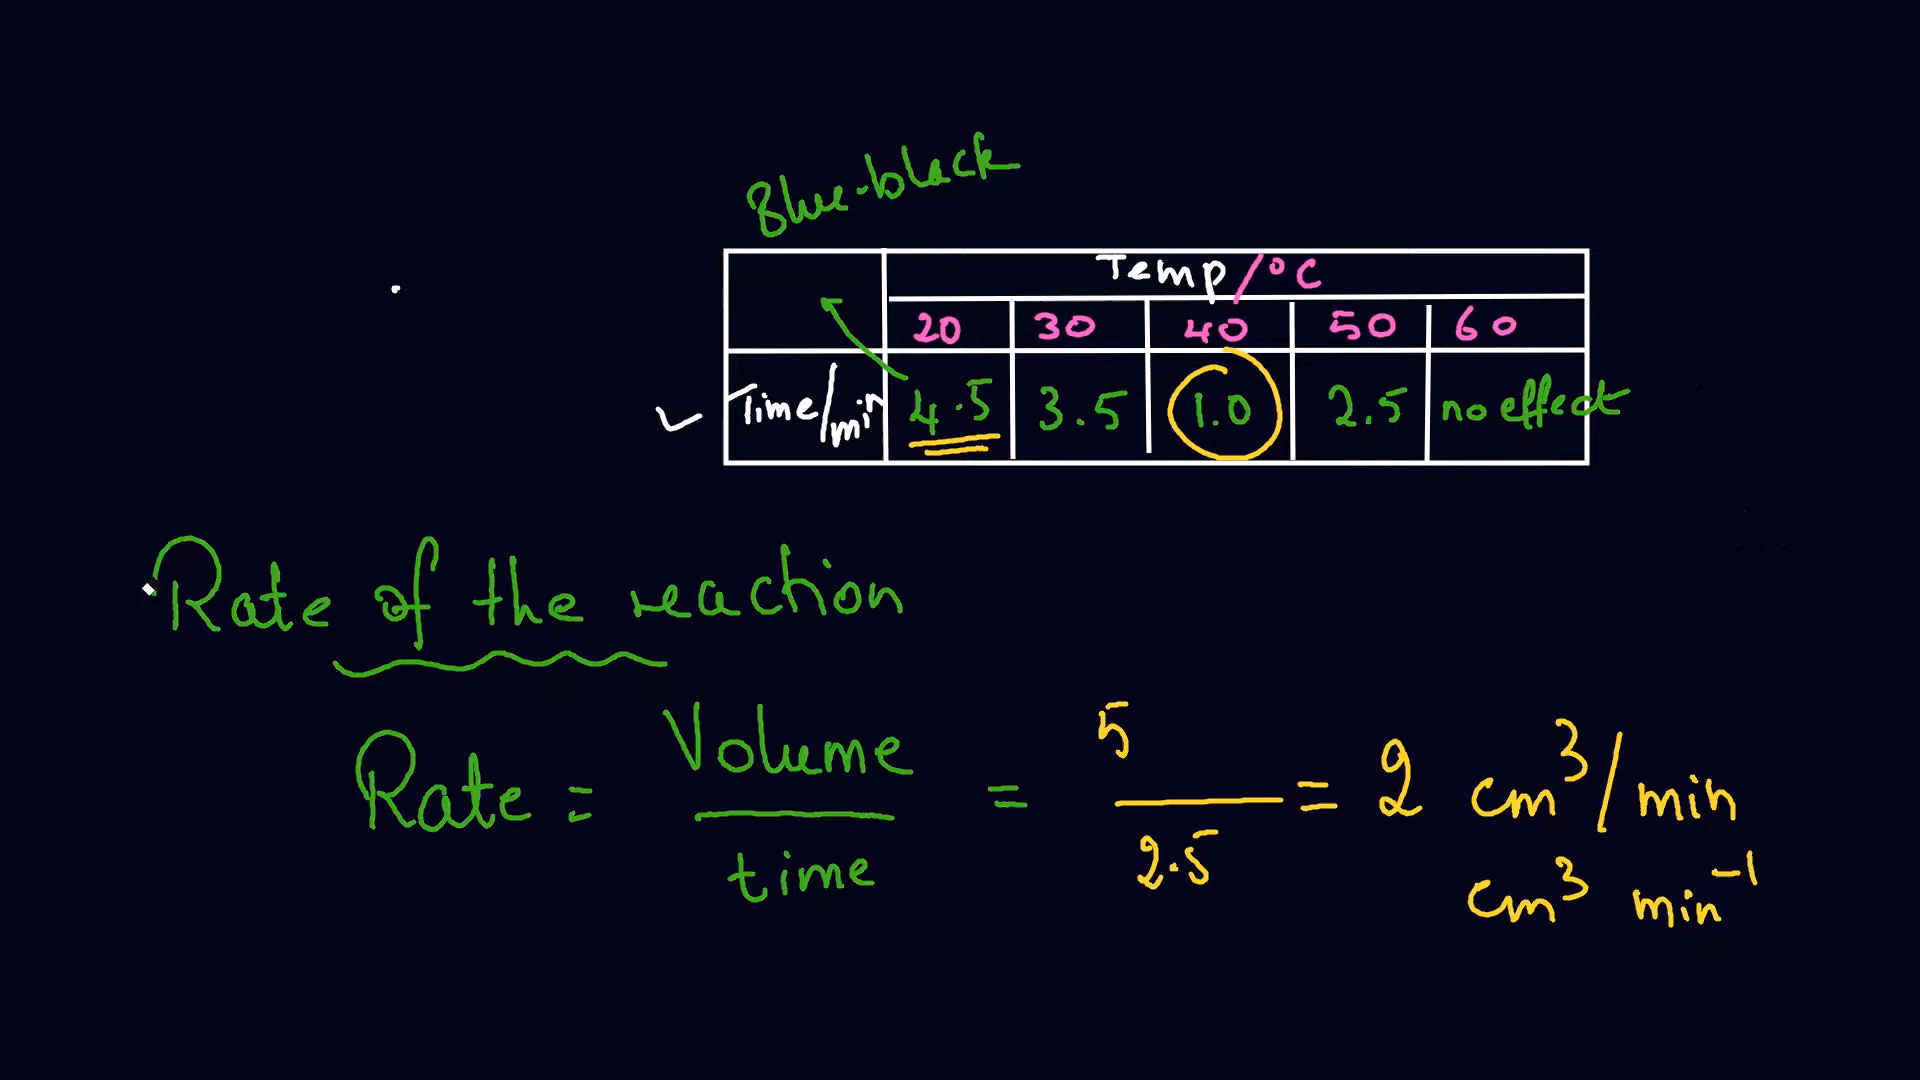 Blue-black
Temp/°C
20 30 40 50 60
Time/min 4.5 3.5 1.0 2.5 no effect
Rate of the reaction
Rate = Volume / time = 5 / 2.5 = 2 cm³/min
cm³ min⁻¹